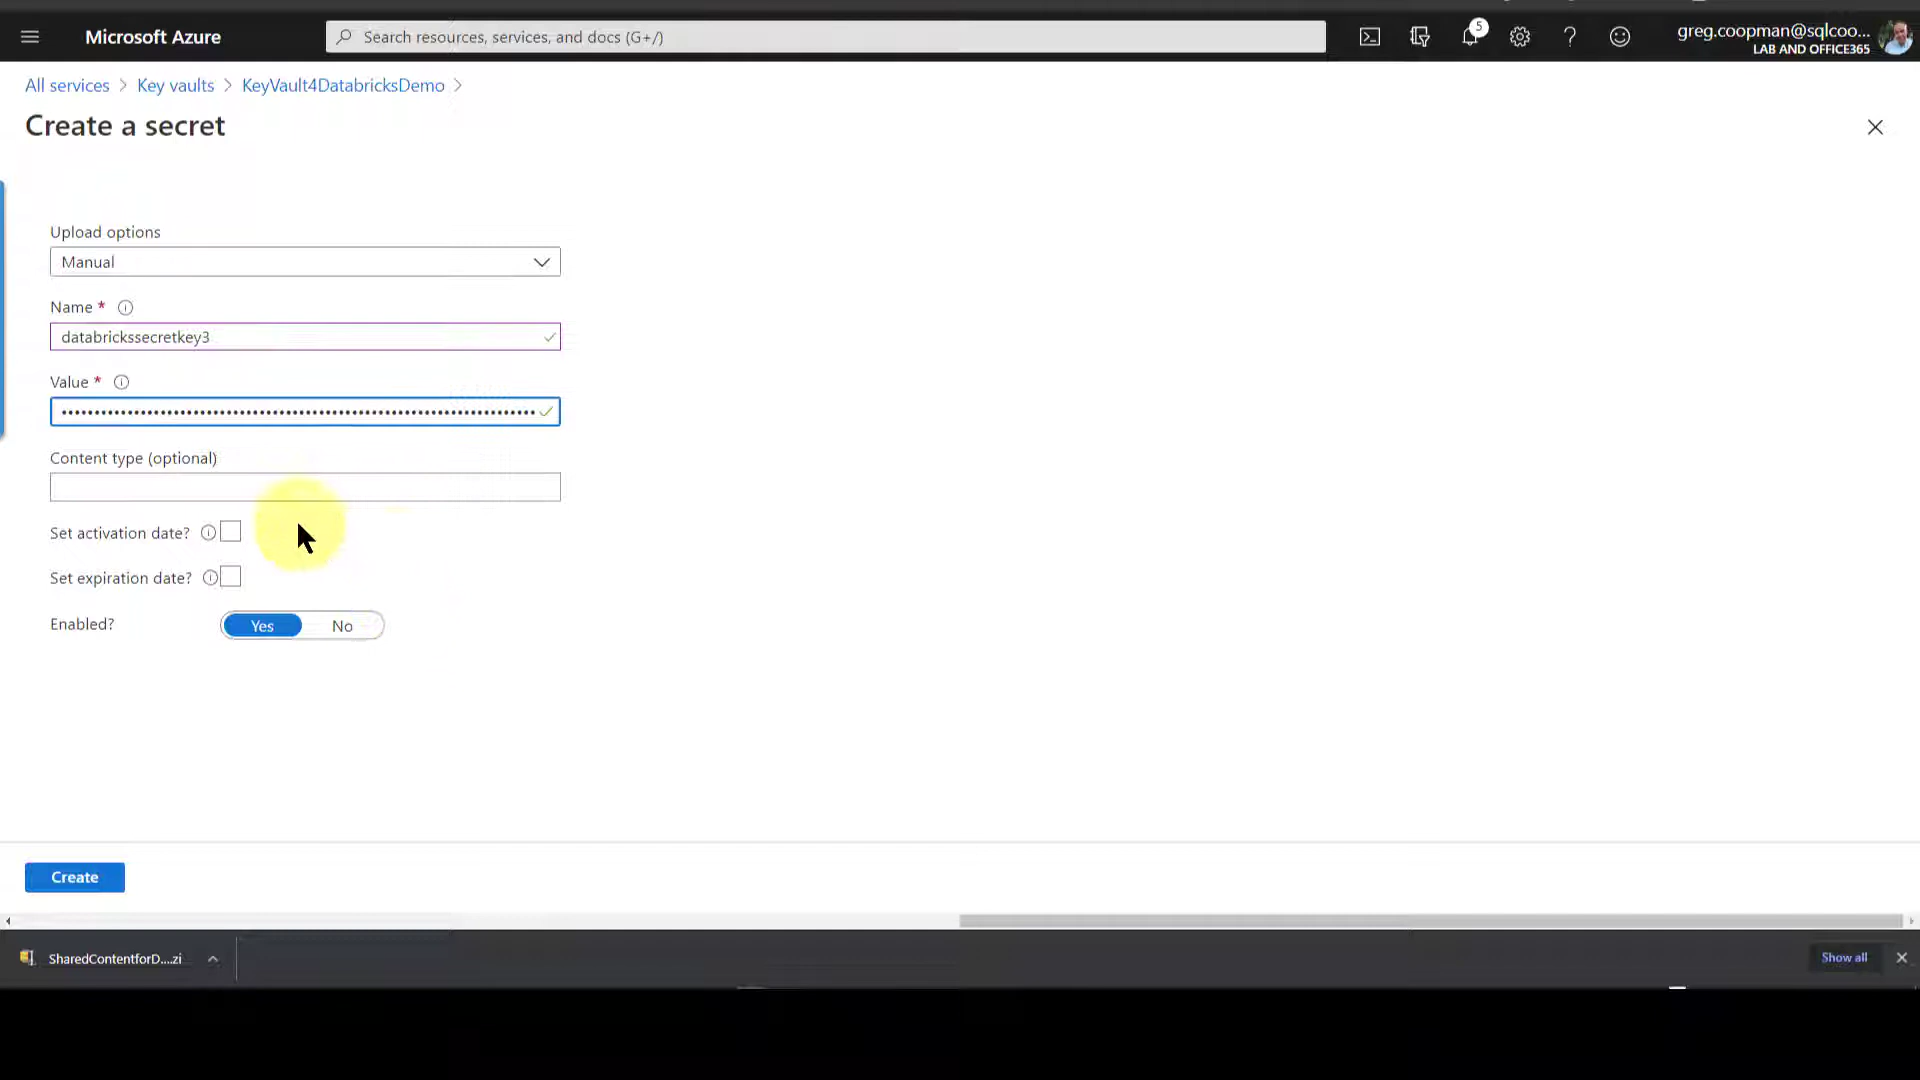 Microsoft Azure
Search resources, services, and docs (G+/)
5
greg.coopman@sqlcoo...
LAB AND OFFICE365
All services > Key vaults > KeyVault4DatabricksDemo >
Create a secret
Upload options
Manual
Name *
databrickssecretkey3
Value *
Content type (optional)
Set activation date?
Set expiration date?
Enabled?
Yes No
Create
SharedContentforD....zi
Show all